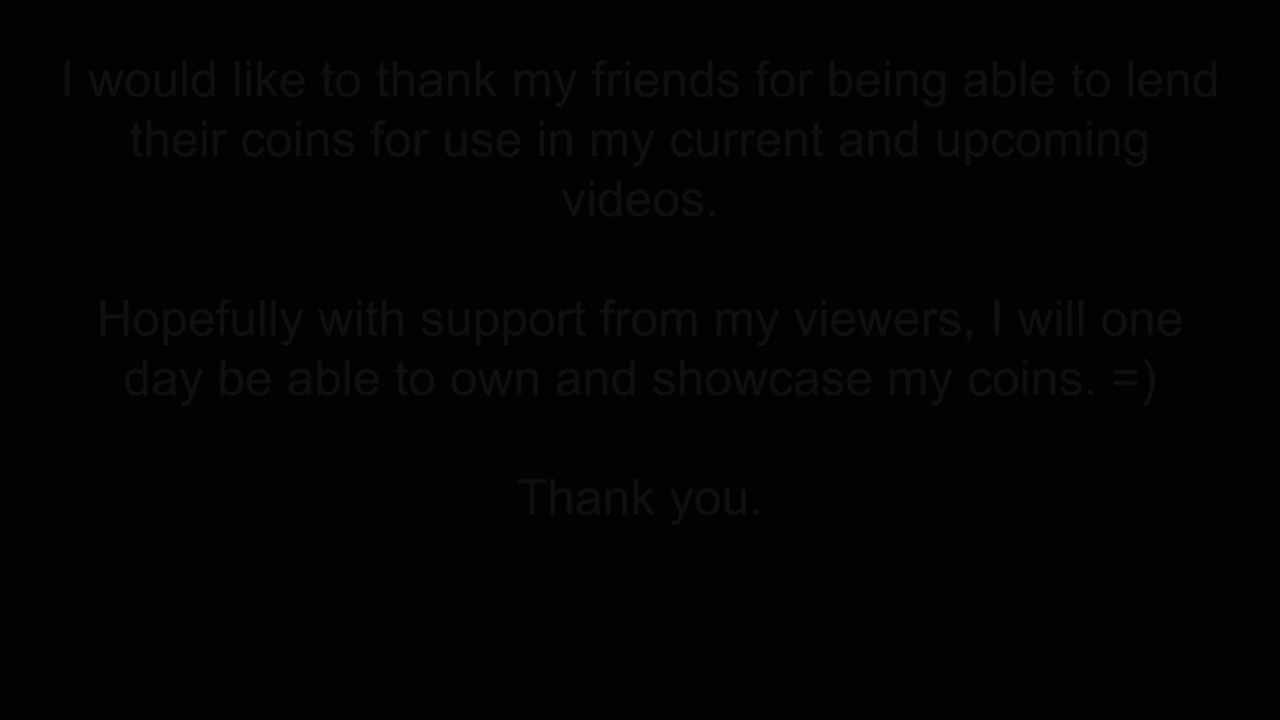 I would like to thank my friends for being able to lend
their coins for use in my current and upcoming
videos.
Hopefully with support from my viewers, I will one
day be able to own and showcase my coins. =)
Thank you.